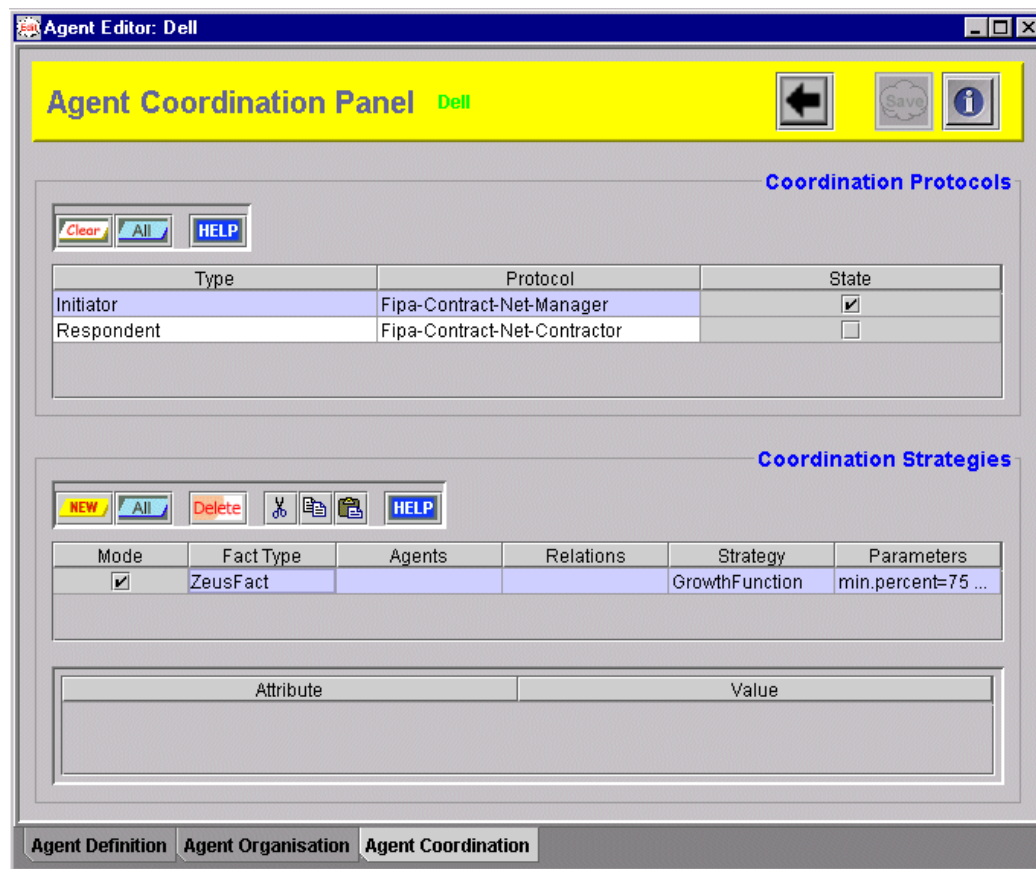 Edit Agent Editor: Dell
Agent Coordination Panel Dell
Save
Coordination Protocols
Clear All HELP
Type Protocol State
Initiator Fipa-Contract-Net-Manager
Respondent Fipa-Contract-Net-Contractor
Coordination Strategies
NEW All Delete HELP
Mode Fact Type Agents Relations Strategy Parameters
ZeusFact GrowthFunction min.percent=75 ...
Attribute Value
Agent Definition Agent Organisation Agent Coordination